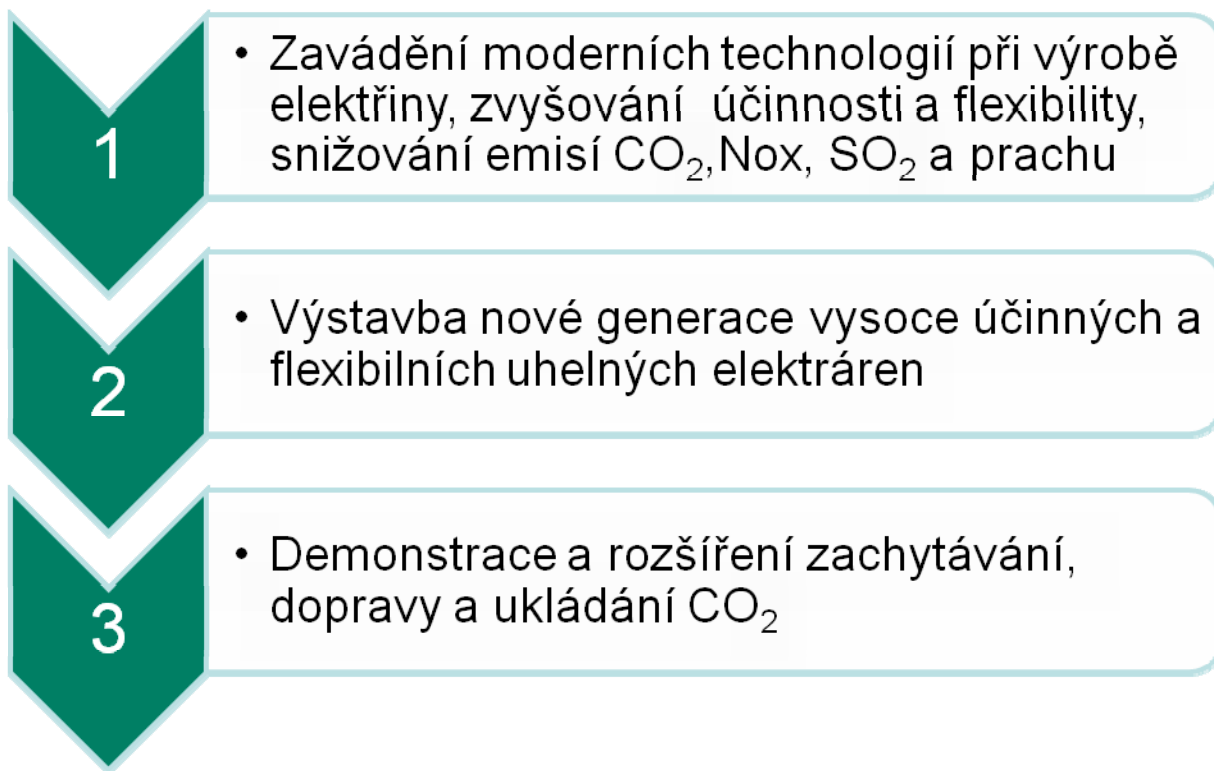 1
• Zavádění moderních technologií při výrobě
elektřiny, zvyšování účinnosti a flexibility,
snižování emisí CO₂,Nox, SO₂ a prachu
2
• Výstavba nové generace vysoce účinných a
flexibilních uhelných elektráren
3
• Demonstrace a rozšíření zachytávání,
dopravy a ukládání CO₂